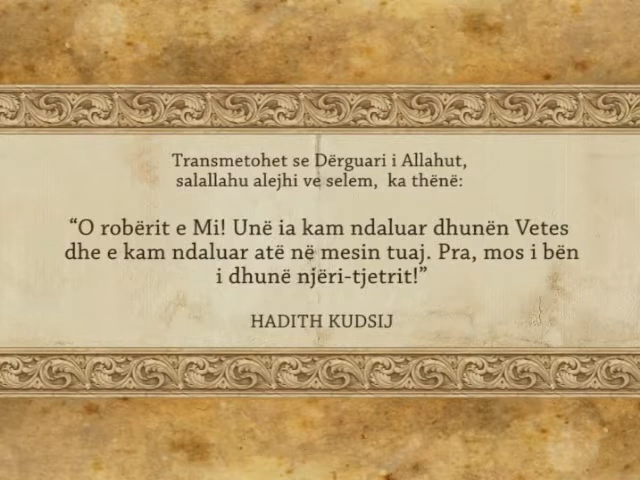 Transmetohet se Dërguari i Allahut,
salallahu alejhi ve selem, ka thënë:
“O robërit e Mi! Unë ia kam ndaluar dhunën Vetes
dhe e kam ndaluar atë në mesin tuaj. Pra, mos i bën
i dhunë njëri-tjetrit!”
HADITH KUDSIJ